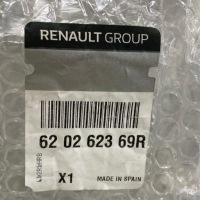 RENAULT GROUP
62 02 623 69R
X1
MADE IN SPAIN